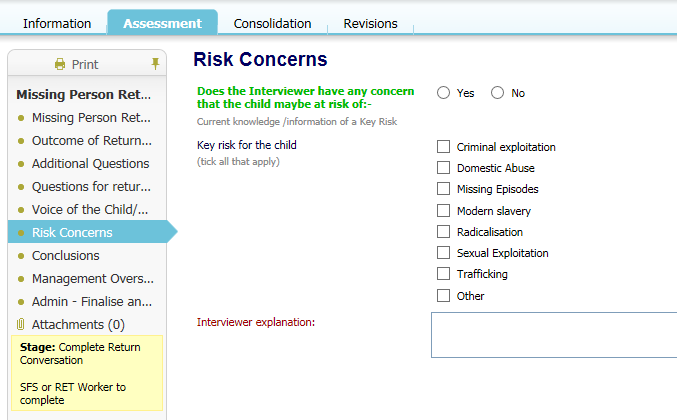 Information
Assessment
Consolidation
Revisions
Print
Missing Person Ret...
Missing Person Ret...
Outcome of Return...
Additional Questions
Questions for retur...
Voice of the Child/...
Risk Concerns
Conclusions
Management Overs...
Admin - Finalise an...
Attachments (0)
Stage: Complete Return
Conversation
SFS or RET Worker to
complete
Risk Concerns
Does the Interviewer have any concern
that the child maybe at risk of:-
Current knowledge /information of a Key Risk
Yes
No
Key risk for the child
(tick all that apply)
Criminal exploitation
Domestic Abuse
Missing Episodes
Modern slavery
Radicalisation
Sexual Exploitation
Trafficking
Other
Interviewer explanation: